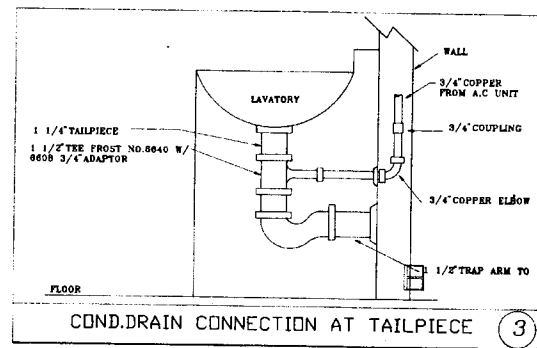 WALL
3/4" COPPER
FROM A.C UNIT
LAVATORY
3/4" COUPLING
1 1/4" TAILPIECE
1 1/2" TEE FROST NO.6640 W/
6608 3/4" ADAPTOR
3/4" COPPER ELBOW
1 1/2" TRAP ARM TO
FLOOR
COND.DRAIN CONNECTION AT TAILPIECE
3